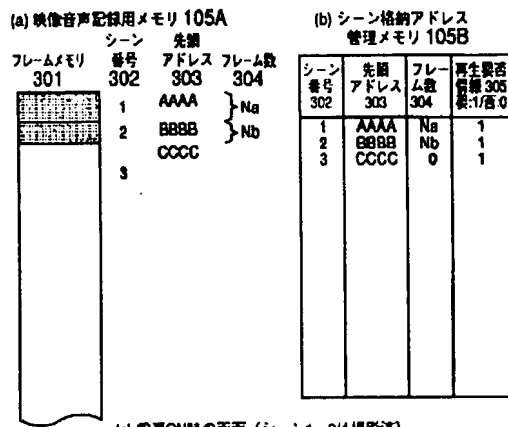 (a) 映像音声記録用メモリ 105A
シーン 先頭
フレームメモリ 番号 アドレス フレーム数
301 302 303 304
1 AAAA }Na
2 BBBB }Nb
CCCC
3
(b) シーン格納アドレス
管理メモリ 105B
シーン 先頭 フレー 再生要否
番号 アドレス ム数 情報 305
302 303 304 要:1/否:0
1 AAAA Na 1
2 BBBB Nb 1
3 CCCC 0 1